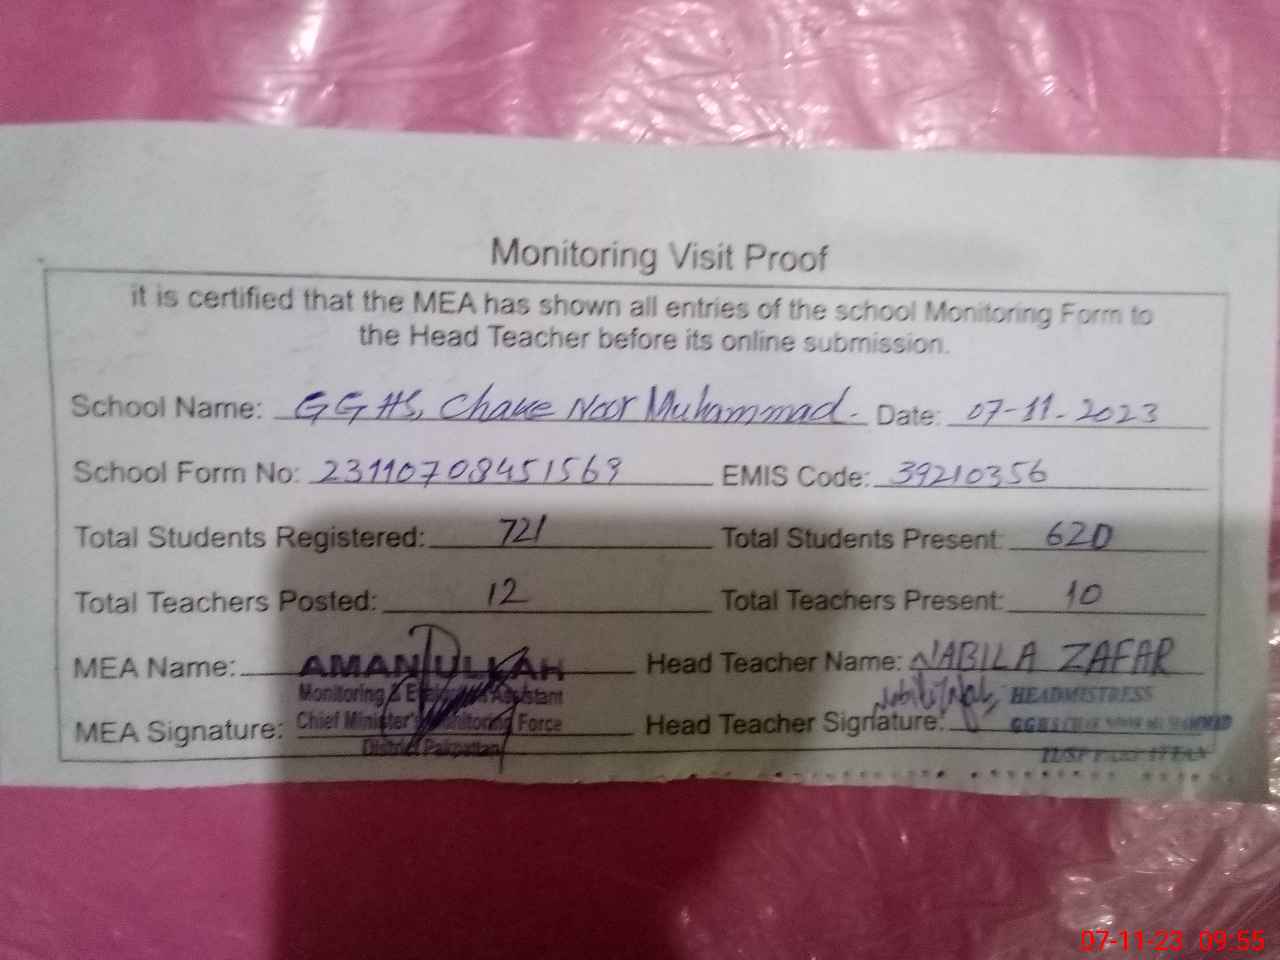 Monitoring Visit Proof
it is certified that the MEA has shown all entries of the school Monitoring Form to
the Head Teacher before its online submission.
School Name: GGHS, Chake Noor Muhammad. Date: 07-11-2023
School Form No: 23110708451569 EMIS Code: 39210356
Total Students Registered: 721 Total Students Present: 620
Total Teachers Posted: 12 Total Teachers Present: 10
MEA Name: AMAN ULLAH Head Teacher Name: NABILA ZAFAR
Monitoring & Evaluation Assistant HEADMISTRESS
MEA Signature: Chief Minister's Monitoring Force Head Teacher Signature:
District Pakpattan
07-11-23 09:55